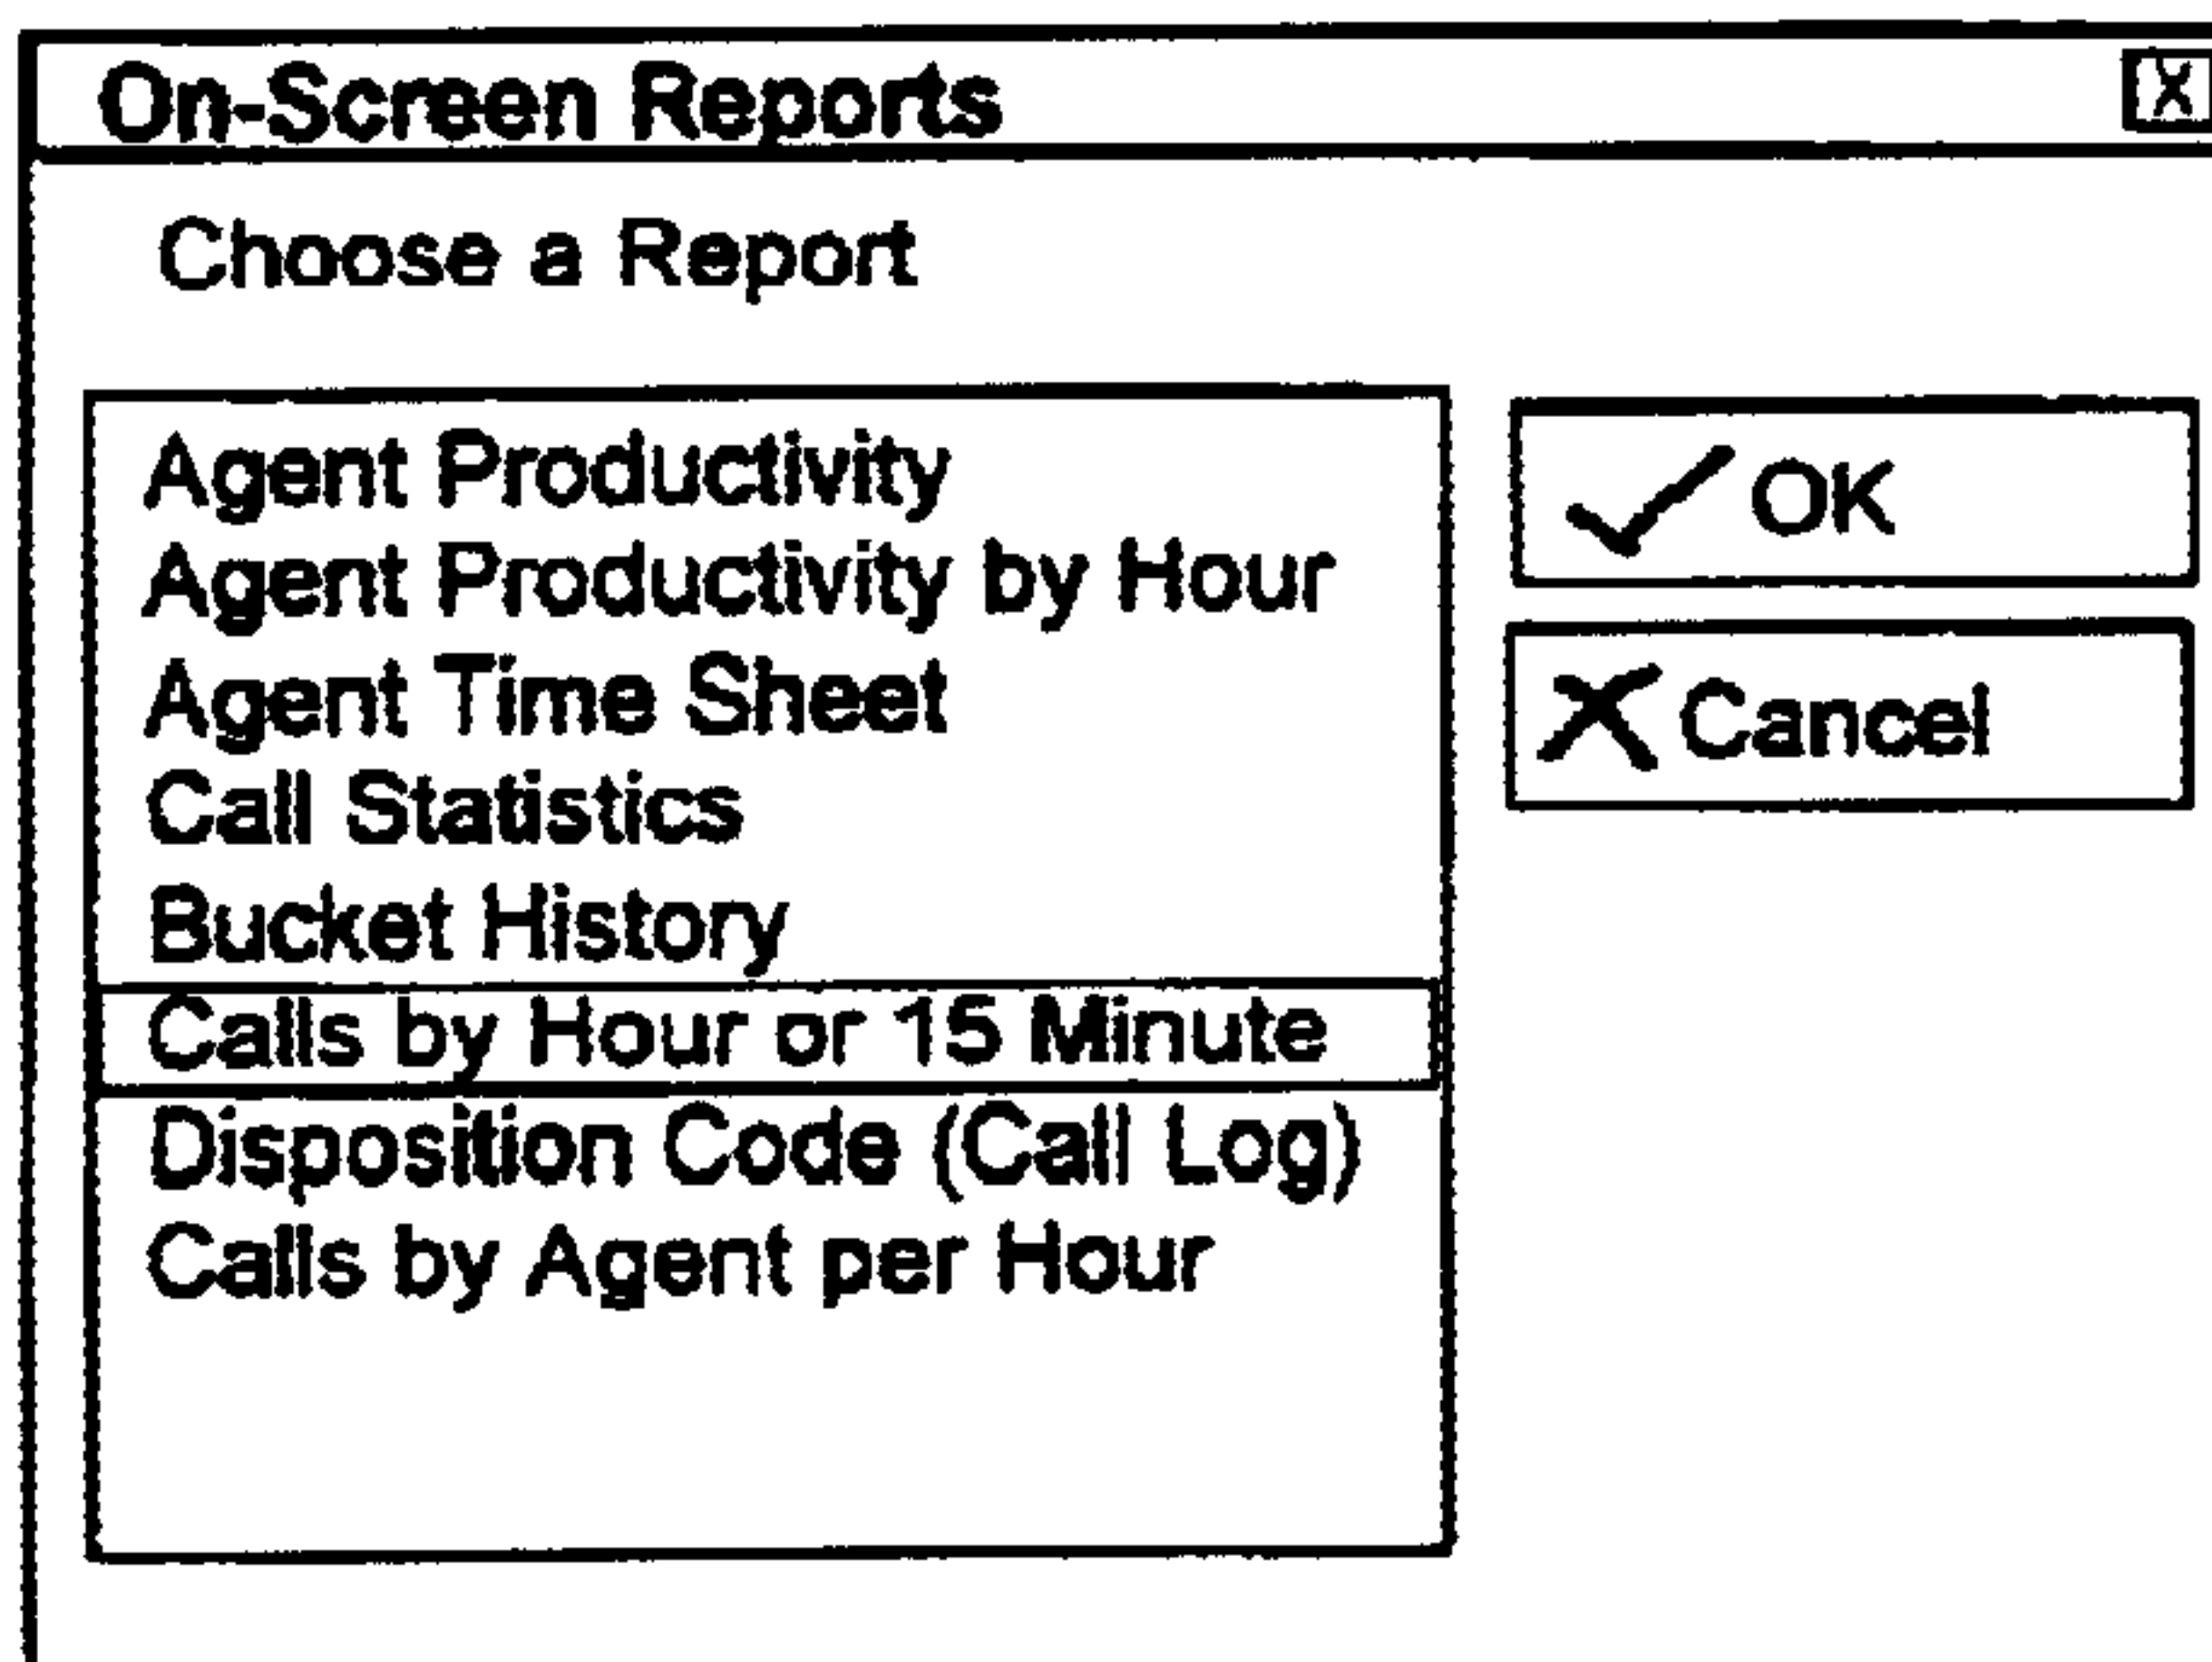 On-Screen Reports
X
Choose a Report
Agent Productivity
Agent Productivity by Hour
Agent Time Sheet
Call Statistics
Bucket History
Calls by Hour or 15 Minute
Disposition Code (Call Log)
Calls by Agent per Hour
OK
Cancel